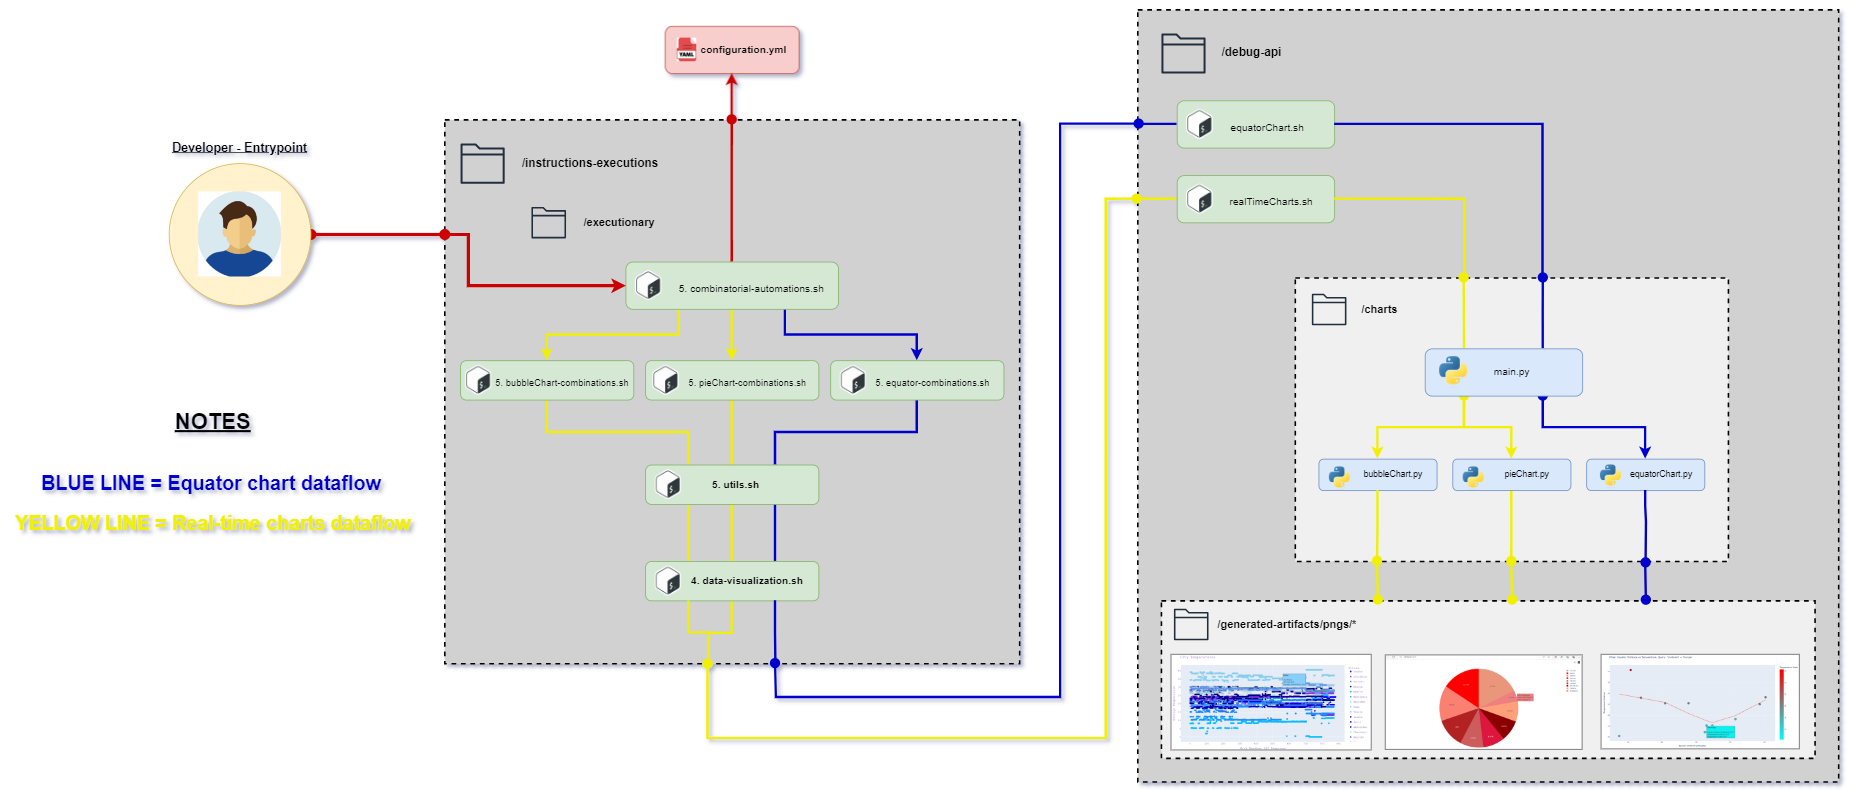 YAML
configuration.yml
Developer - Entrypoint
/instructions-executions
/executionary
$
5. combinatorial-automations.sh
$
5. bubbleChart-combinations.sh
$
5. pieChart-combinations.sh
$
5. equator-combinations.sh
$
5. utils.sh
$
4. data-visualization.sh
NOTES
BLUE LINE = Equator chart dataflow
YELLOW LINE = Real-time charts dataflow
/debug-api
$
equatorChart.sh
$
realTimeCharts.sh
/charts
main.py
bubbleChart.py
pieChart.py
equatorChart.py
/generated-artifacts/pngs/*